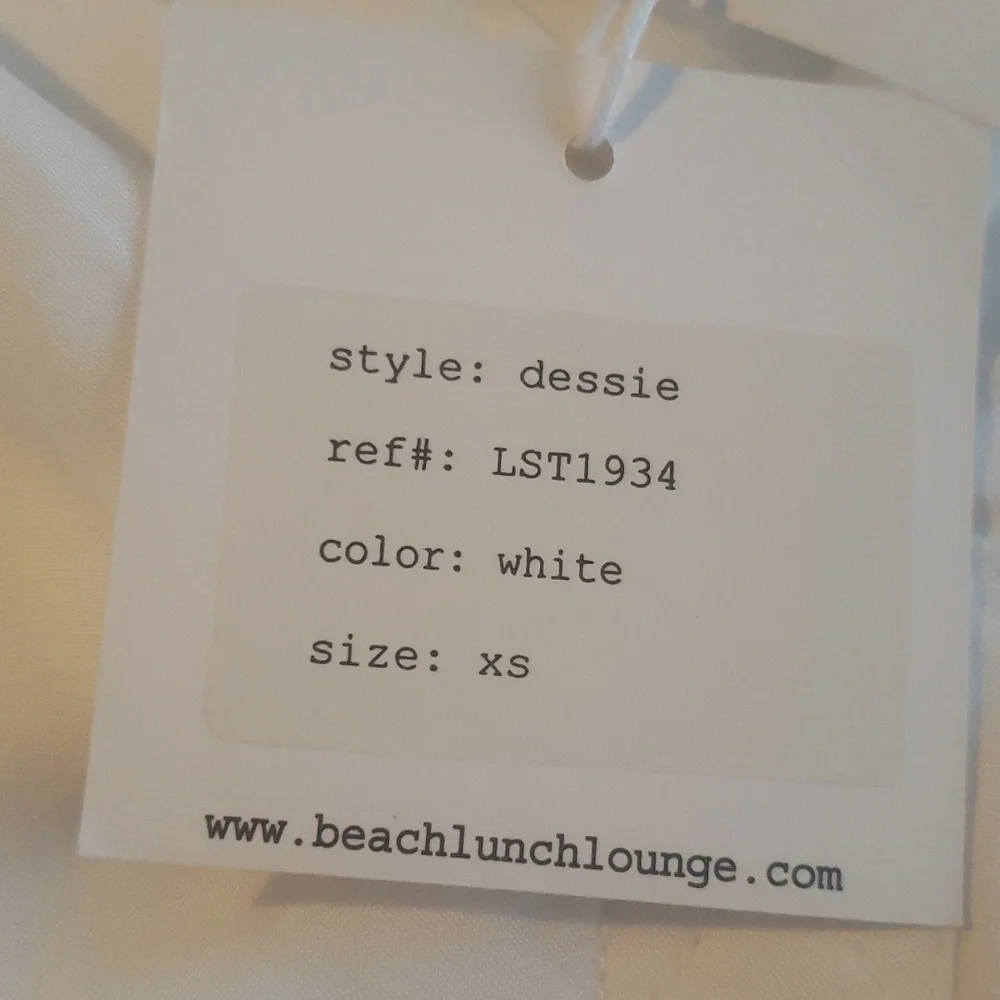 style: dessie
ref#: LST1934
color: white
size: xs
www.beachlunchlounge.com